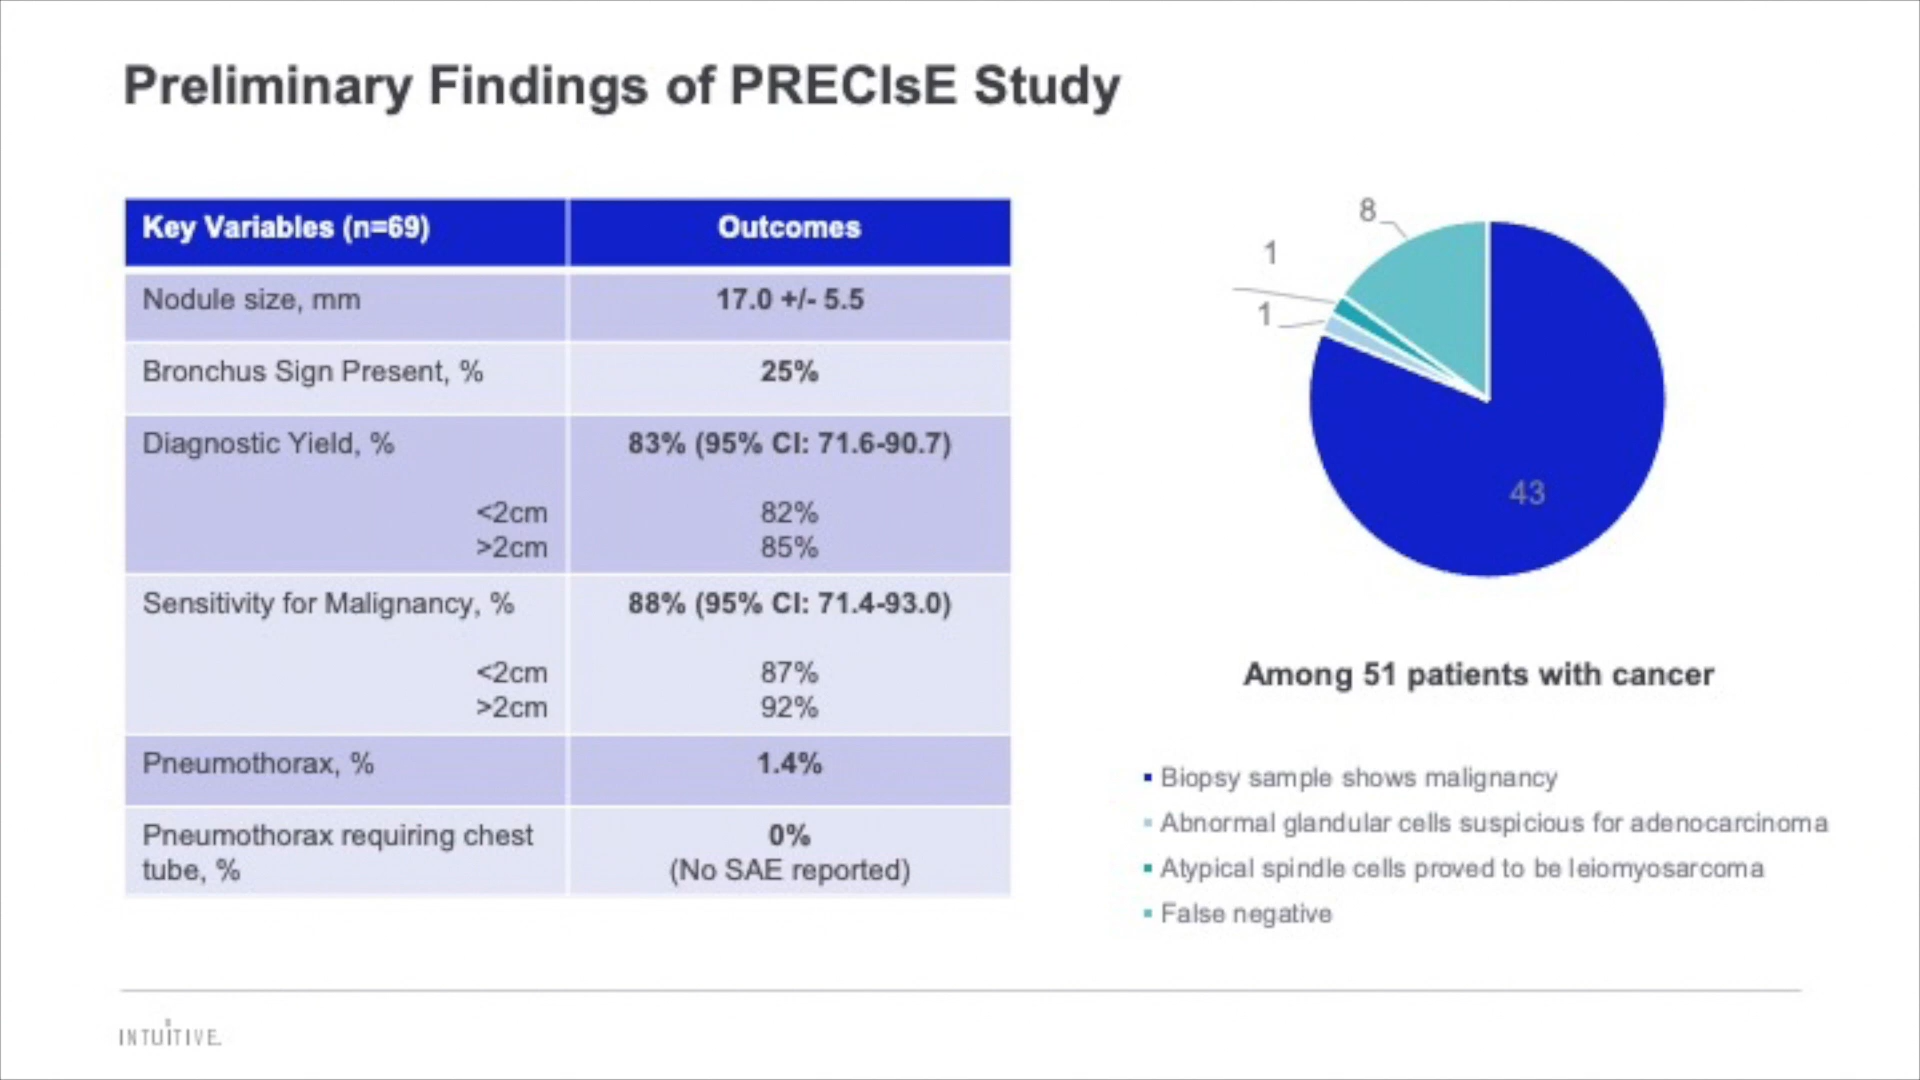 Preliminary Findings of PRECIsE Study
Key Variables (n=69) Outcomes
Nodule size, mm 17.0 +/- 5.5
Bronchus Sign Present, % 25%
Diagnostic Yield, % 83% (95% CI: 71.6-90.7)
<2cm 82%
>2cm 85%
Sensitivity for Malignancy, % 88% (95% CI: 71.4-93.0)
<2cm 87%
>2cm 92%
Pneumothorax, % 1.4%
Pneumothorax requiring chest 0%
tube, % (No SAE reported)
8
1
1
43
Among 51 patients with cancer
Biopsy sample shows malignancy
Abnormal glandular cells suspicious for adenocarcinoma
Atypical spindle cells proved to be leiomyosarcoma
False negative
INTUITIVE.